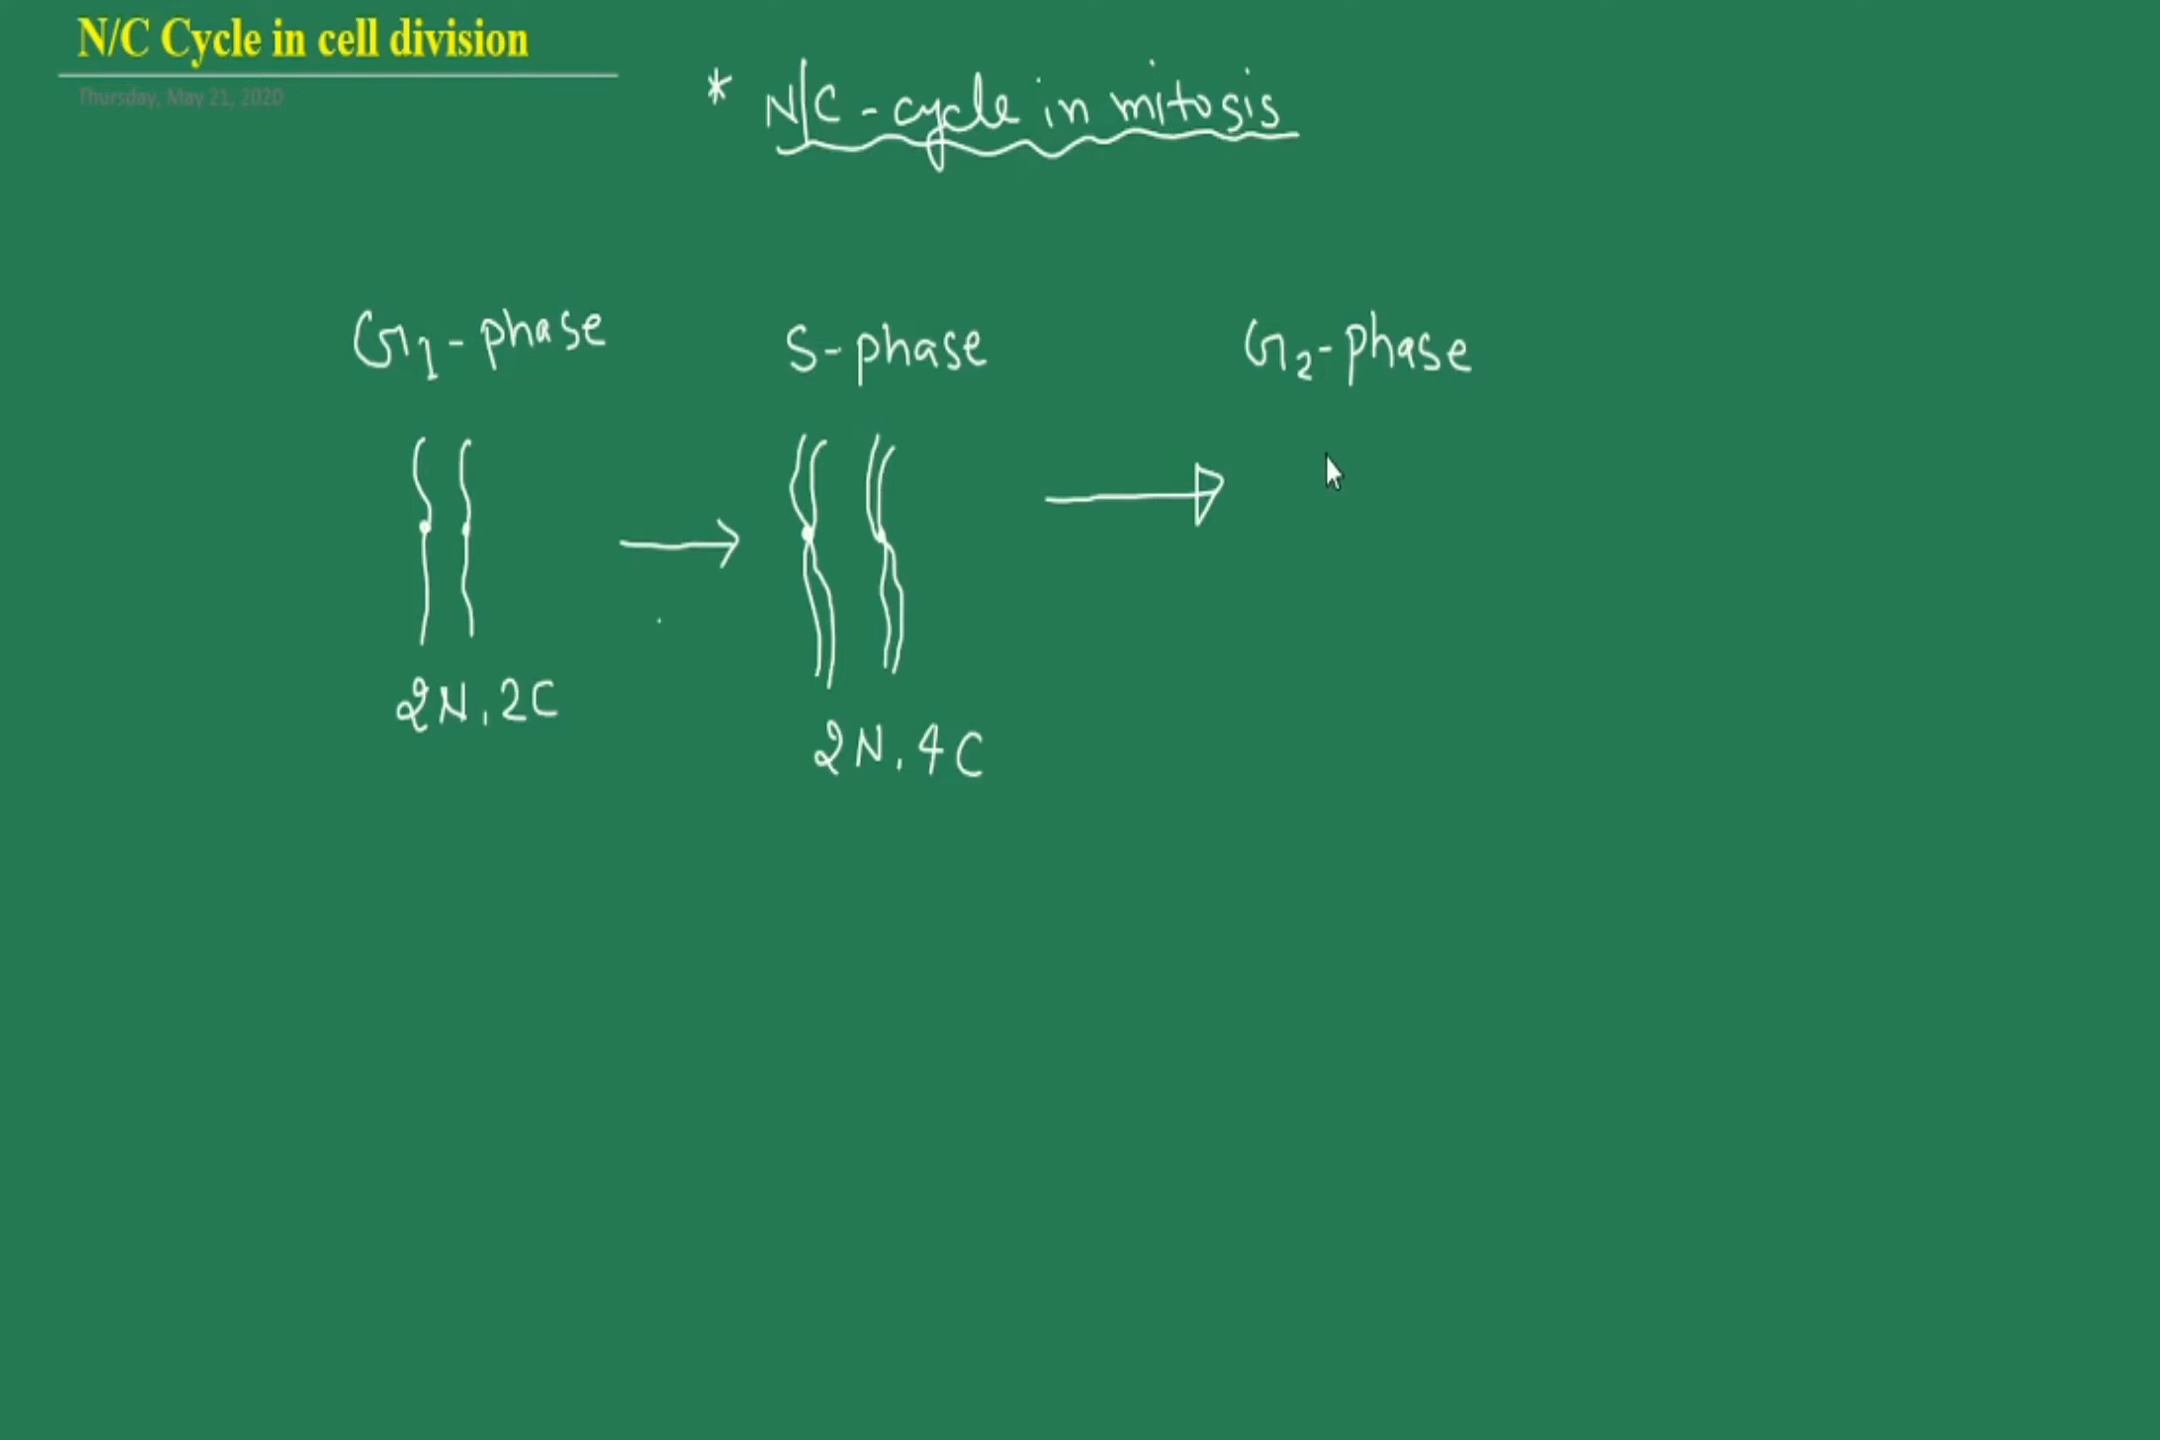 N/C Cycle in cell division
Thursday, May 21, 2020
* N/C - cycle in mitosis
G1 - phase
S - phase
G2 - phase
2N, 2C
2N, 4C